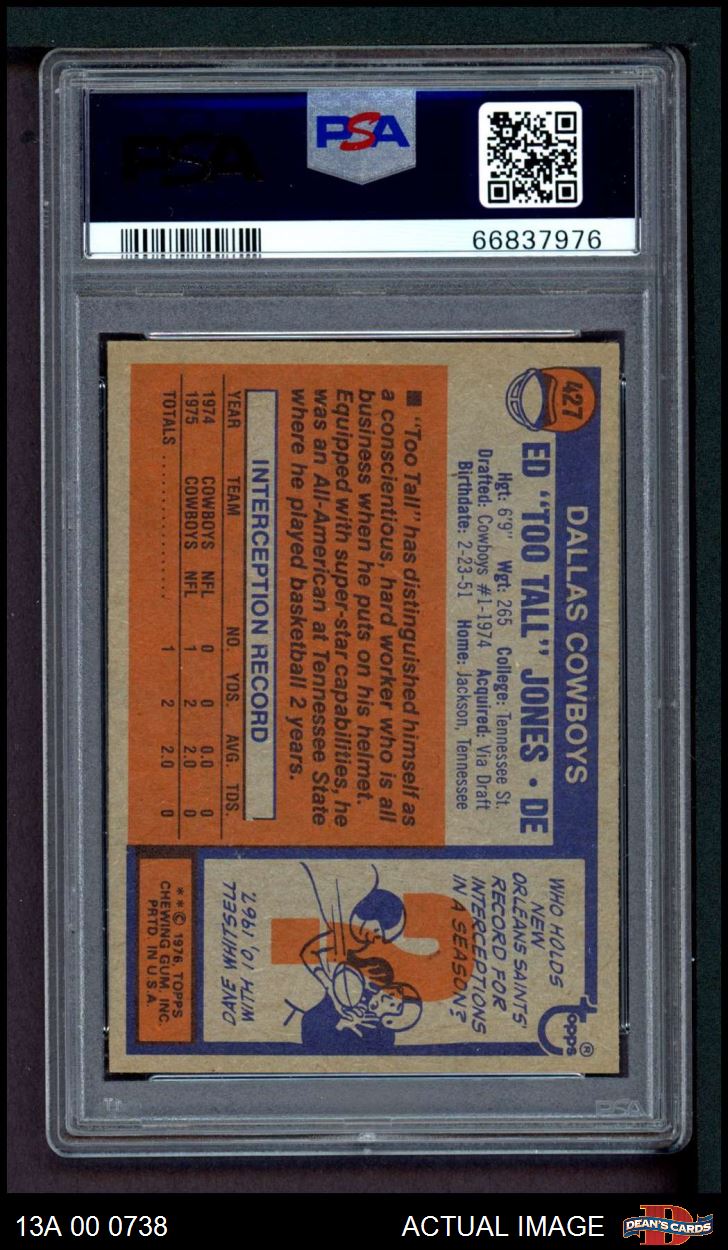 PSA
PSA
66837976
427
DALLAS COWBOYS
ED "TOO TALL" JONES • DE
Hgt: 6'9" Wgt: 265 College: Tennessee St.
Drafted: Cowboys #1-1974 Acquired: Via Draft
Birthdate: 2-23-51 Home: Jackson, Tennessee
■ "Too Tall" has distinguished himself as
a conscientious, hard worker who is all
business when he puts on his helmet.
Equipped with super-star capabilities, he
was an All-American at Tennessee State
where he played basketball 2 years.
INTERCEPTION RECORD
YEAR TEAM NO. YDS. AVG. TDS.
1974 COWBOYS NFL 0 0 0.0 0
1975 COWBOYS NFL 1 2 2.0 0
TOTALS ............... 1 2 2.0 0
topps®
WHO HOLDS
NEW
ORLEANS SAINTS'
RECORD FOR
INTERCEPTIONS
IN A SEASON?
DAVE WHITSELL
WITH 10, 1967.
** © 1976, TOPPS
CHEWING GUM, INC.
PRTD. IN U.S.A.
PSA
13A 00 0738
ACTUAL IMAGE
D
DEAN'S CARDS